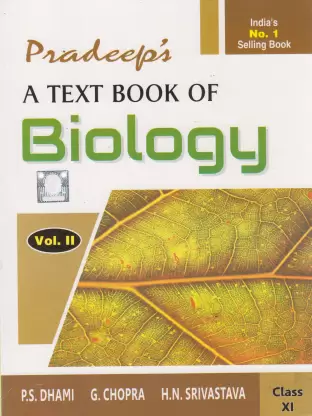 India's
No. 1
Selling Book
Pradeep's
A TEXT BOOK OF
Biology
Vol. II
P.S. DHAMI G. CHOPRA H.N. SRIVASTAVA
Class
XI